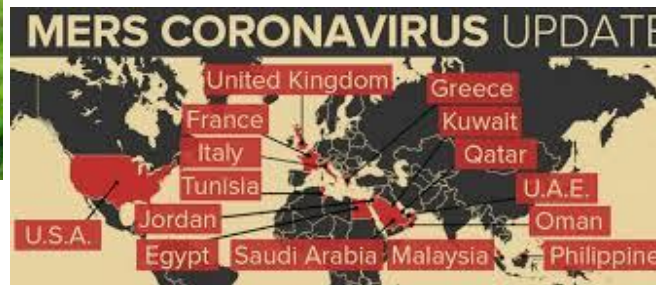 MERS CORONAVIRUS UPDATE
United Kingdom
Greece
France
Kuwait
Italy
Qatar
Tunisia
U.A.E.
Jordan
Oman
U.S.A.
Egypt
Saudi Arabia
Malaysia
Philippine